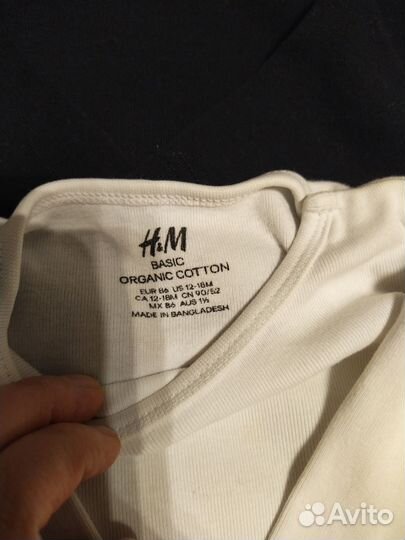 H&M
BASIC
ORGANIC COTTON
EUR 86 US 12-18M
CA 12-18M CN 90/52
MX 86 AUS 1½
MADE IN BANGLADESH
Avito